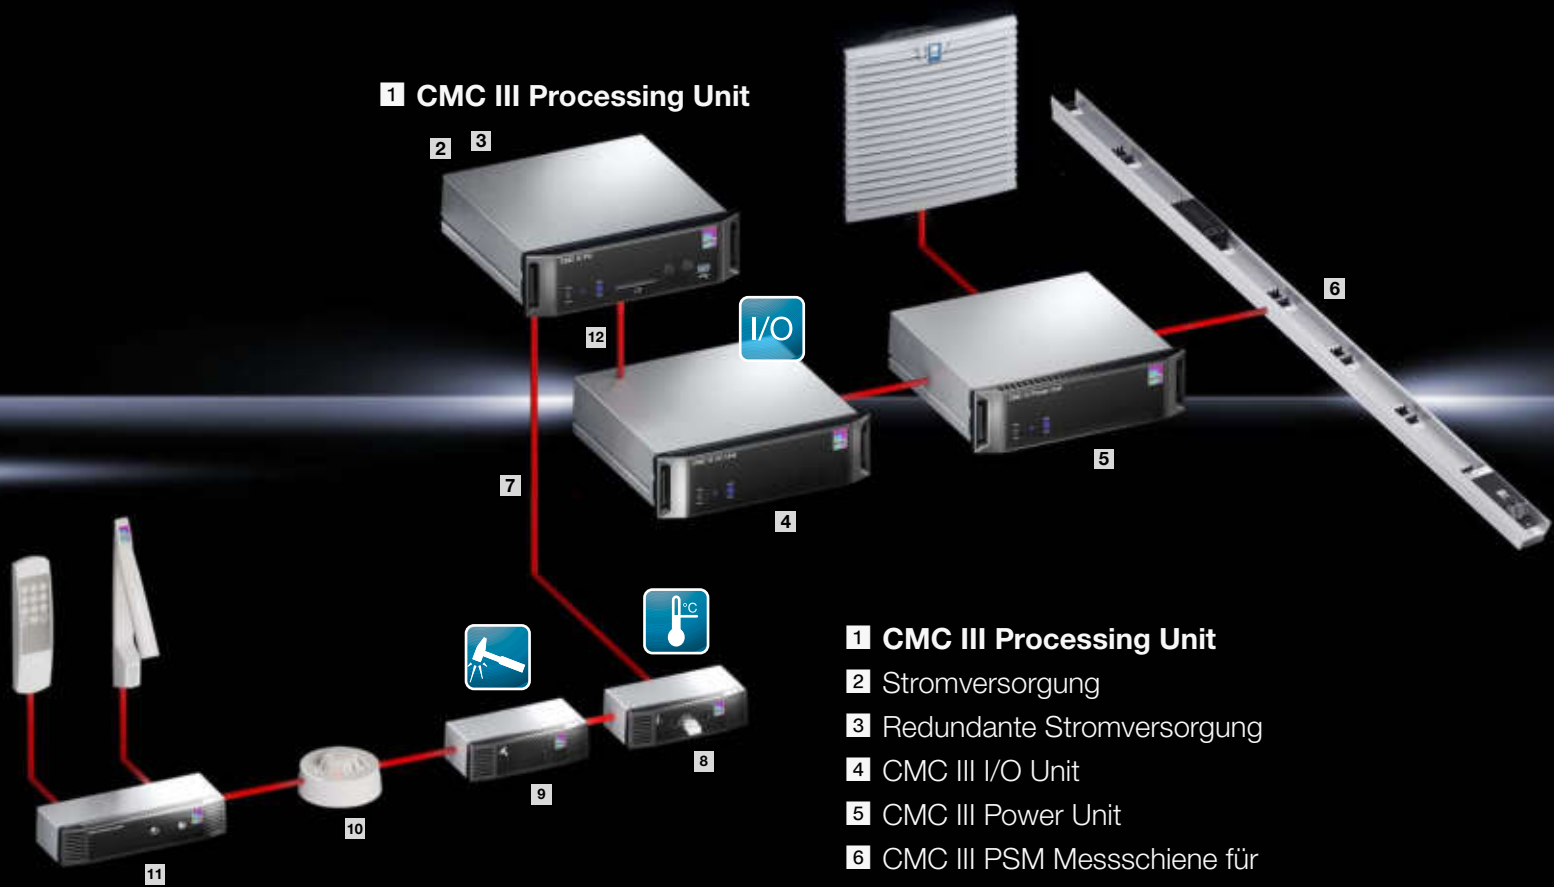 1 CMC III Processing Unit
2
3
6
I/O
12
5
7
4
°C
8
9
10
11
1 CMC III Processing Unit
2 Stromversorgung
3 Redundante Stromversorgung
4 CMC III I/O Unit
5 CMC III Power Unit
6 CMC III PSM Messschiene für